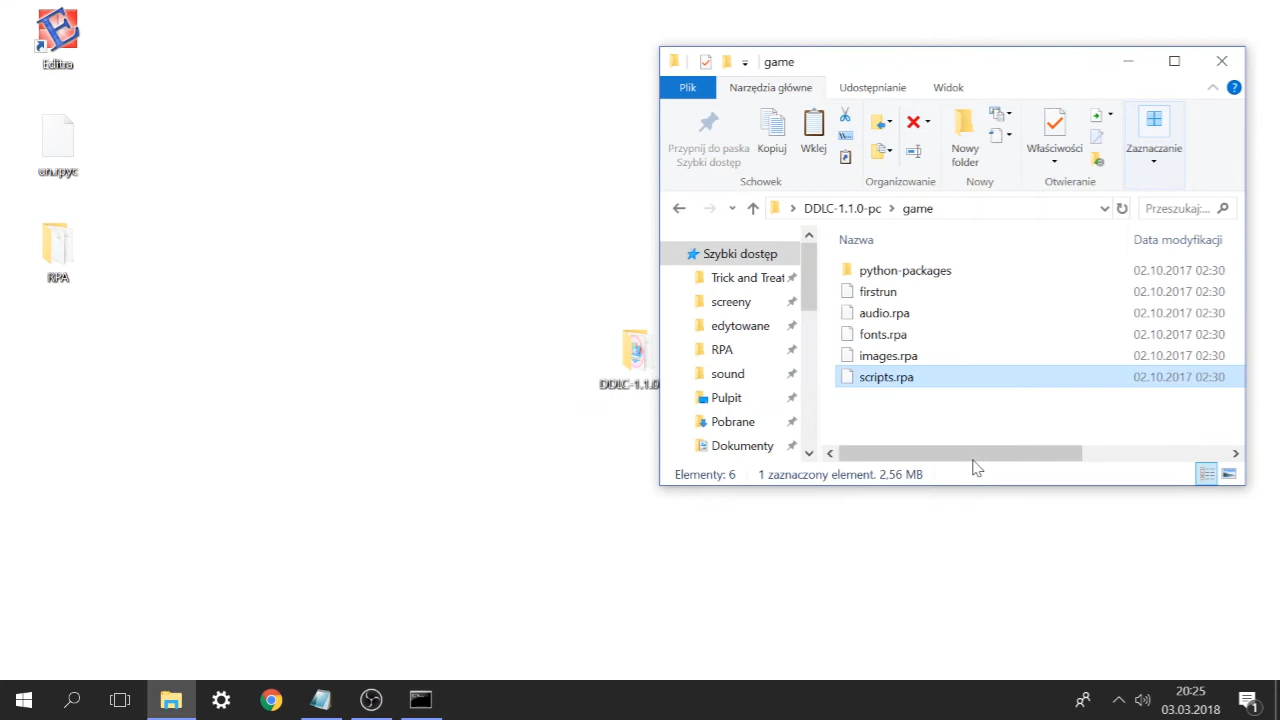 Editra
un.rpyc
RPA
DDLC-1.1.0
game
Plik
Narzędzia główne
Udostępnianie
Widok
?
Przypnij do paska
Szybki dostęp
Kopiuj
Wklej
Schowek
Organizowanie
Nowy
folder
Nowy
Właściwości
Otwieranie
Zaznaczanie
DDLC-1.1.0-pc
game
Przeszukaj:...
Szybki dostęp
Trick and Treat
screeny
edytowane
RPA
sound
Pulpit
Pobrane
Dokumenty
Nazwa
Data modyfikacji
python-packages 02.10.2017 02:30
firstrun 02.10.2017 02:30
audio.rpa 02.10.2017 02:30
fonts.rpa 02.10.2017 02:30
images.rpa 02.10.2017 02:30
scripts.rpa 02.10.2017 02:30
Elementy: 6
1 zaznaczony element. 2,56 MB
20:25
03.03.2018
1